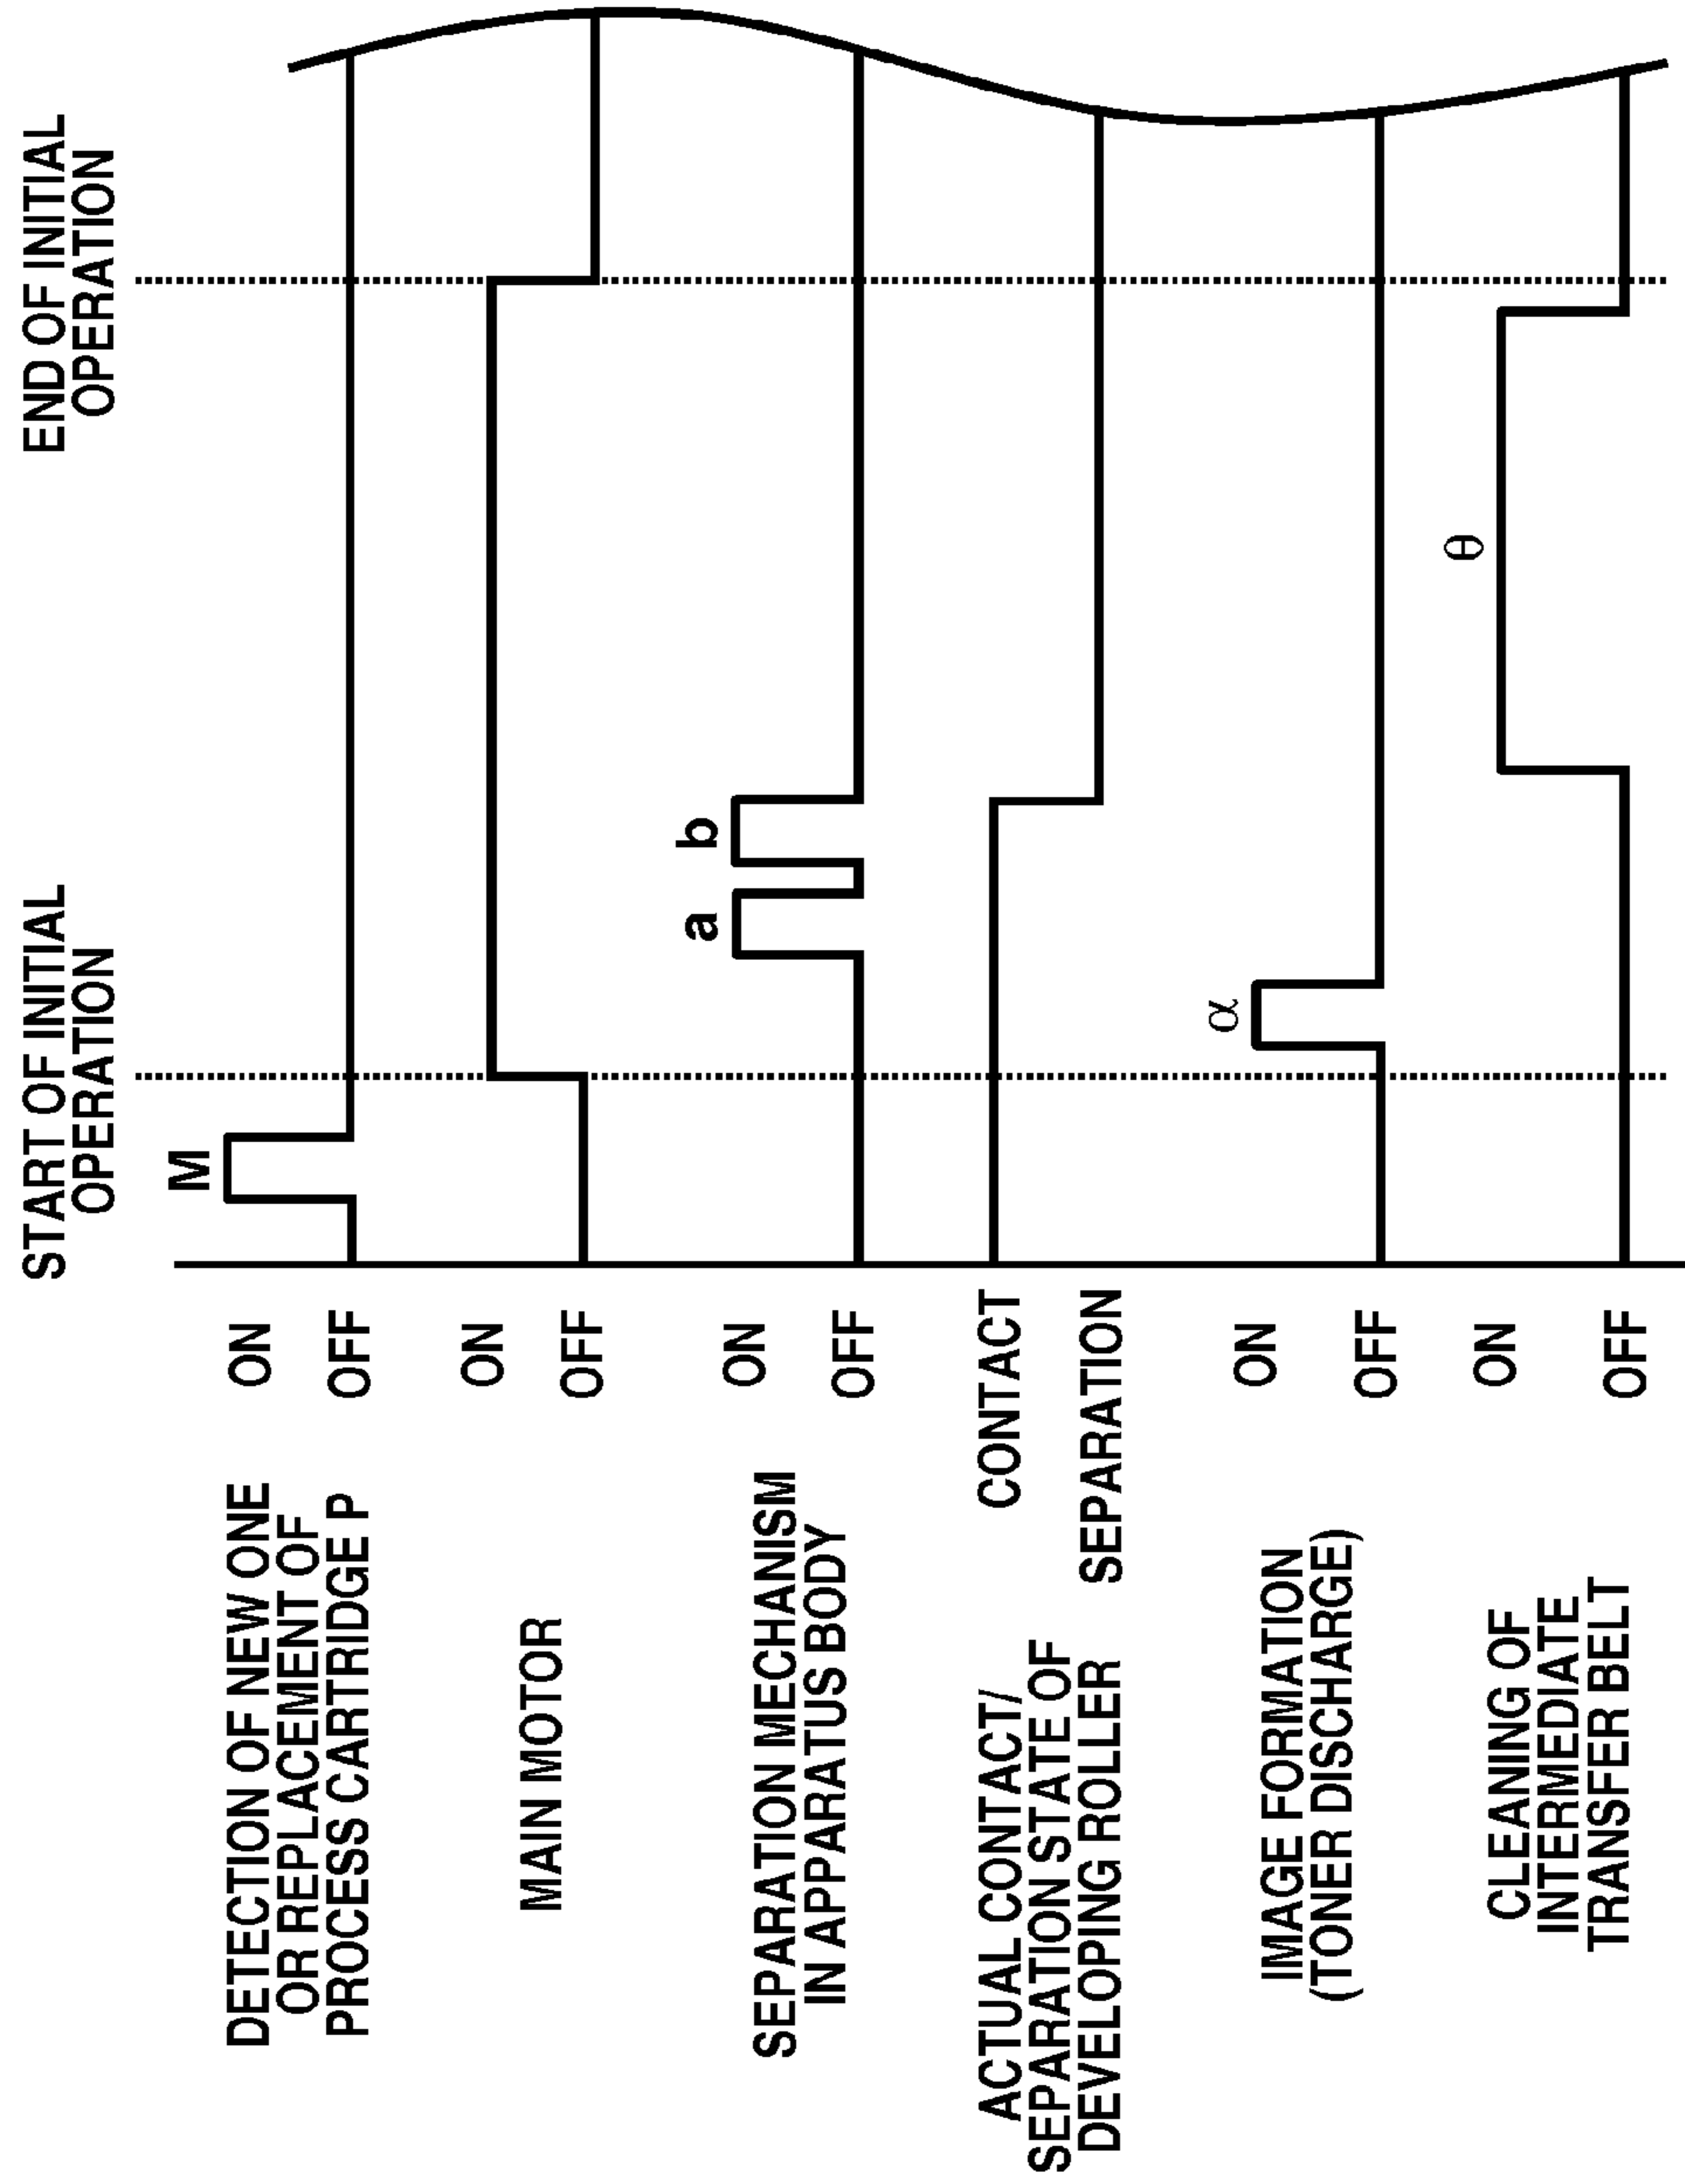 START OF INITIAL
OPERATION
END OF INITIAL
OPERATION
DETECTION OF NEW ONE
OR REPLACEMENT OF
PROCESS CARTRIDGE P
ON
OFF
M
MAIN MOTOR
ON
OFF
SEPARATION MECHANISM
IN APPARATUS BODY
ON
OFF
a
b
ACTUAL CONTACT/
SEPARATION STATE OF
DEVELOPING ROLLER
CONTACT
SEPARATION
IMAGE FORMATION
(TONER DISCHARGE)
ON
OFF
α
CLEANING OF
INTERMEDIATE
TRANSFER BELT
ON
OFF
θ